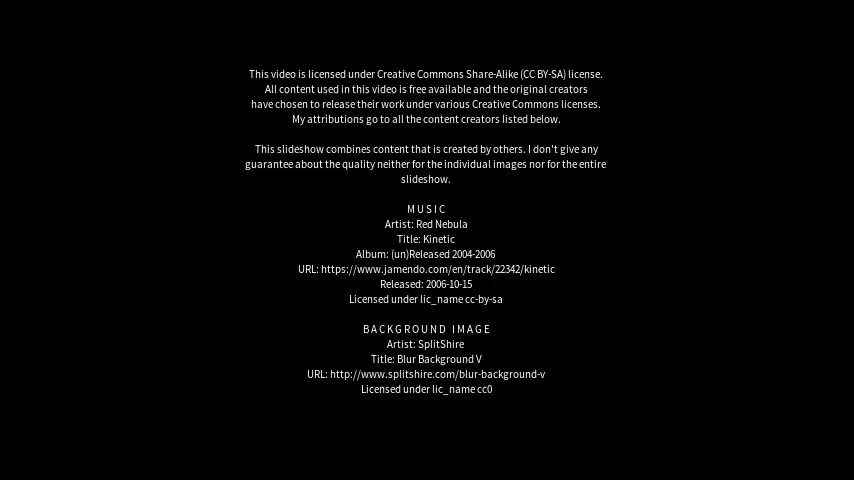 This video is licensed under Creative Commons Share-Alike (CC BY-SA) license.
All content used in this video is free available and the original creators
have chosen to release their work under various Creative Commons licenses.
My attributions go to all the content creators listed below.
This slideshow combines content that is created by others. I don't give any
guarantee about the quality neither for the individual images nor for the entire
slideshow.
MUSIC
Artist: Red Nebula
Title: Kinetic
Album: (un)Released 2004-2006
URL: https://www.jamendo.com/en/track/22342/kinetic
Released: 2006-10-15
Licensed under lic_name cc-by-sa
BACKGROUND IMAGE
Artist: SplitShire
Title: Blur Background V
URL: http://www.splitshire.com/blur-background-v
Licensed under lic_name cc0